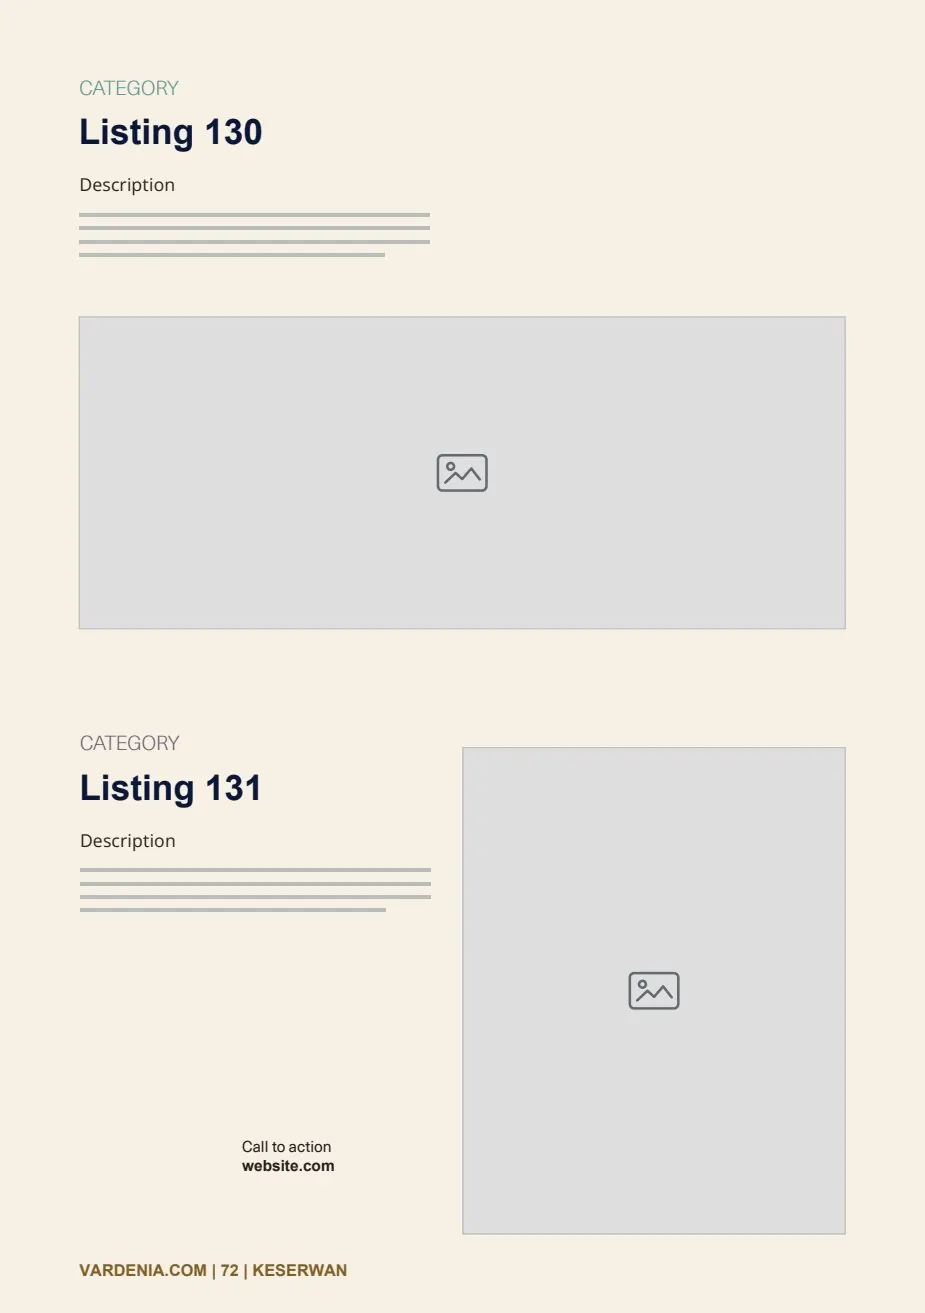 CATEGORY
Listing 130
Description
CATEGORY
Listing 131
Description
Call to action
website.com
VARDENIA.COM | 72 | KESERWAN